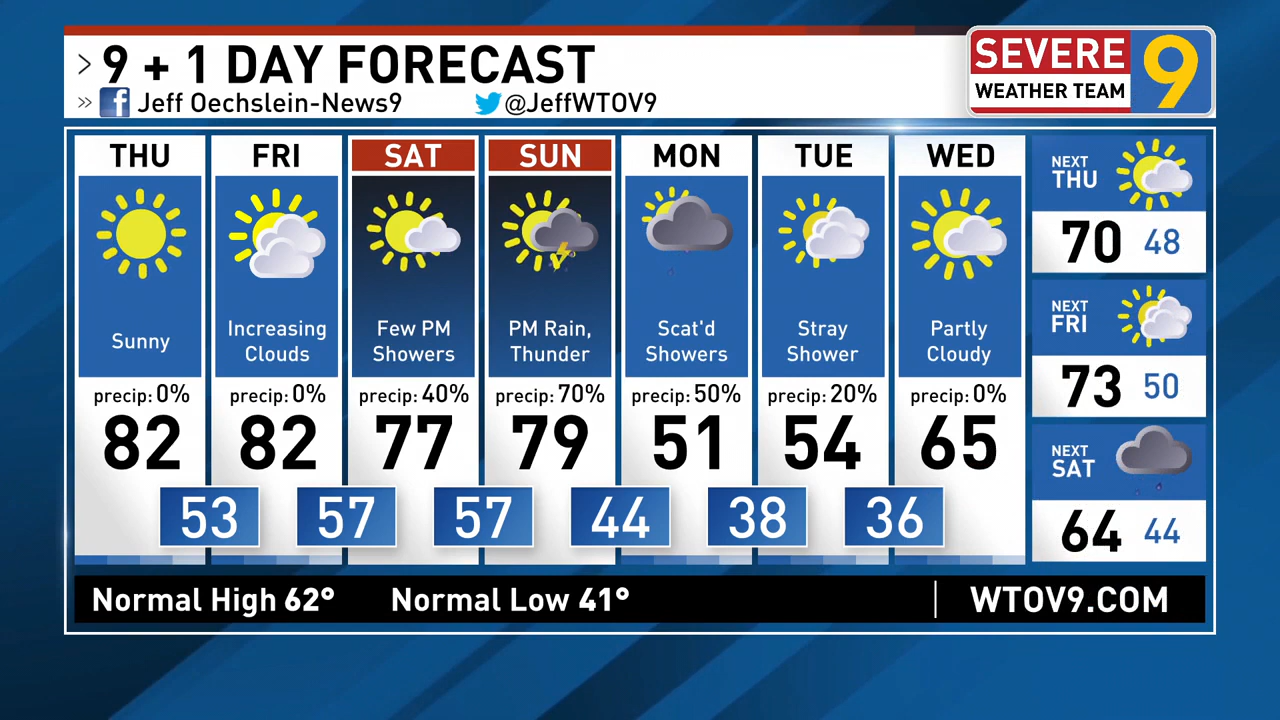 > 9 + 1 DAY FORECAST
» f Jeff Oechslein-News9 @JeffWTOV9
SEVERE
WEATHER TEAM
9
THU
Sunny
precip: 0%
82
53
FRI
Increasing
Clouds
precip: 0%
82
57
SAT
Few PM
Showers
precip: 40%
77
57
SUN
PM Rain,
Thunder
precip: 70%
79
44
MON
Scat'd
Showers
precip: 50%
51
38
TUE
Stray
Shower
precip: 20%
54
36
WED
Partly
Cloudy
precip: 0%
65
NEXT
THU
70 48
NEXT
FRI
73 50
NEXT
SAT
64 44
Normal High 62° Normal Low 41° | WTOV9.COM